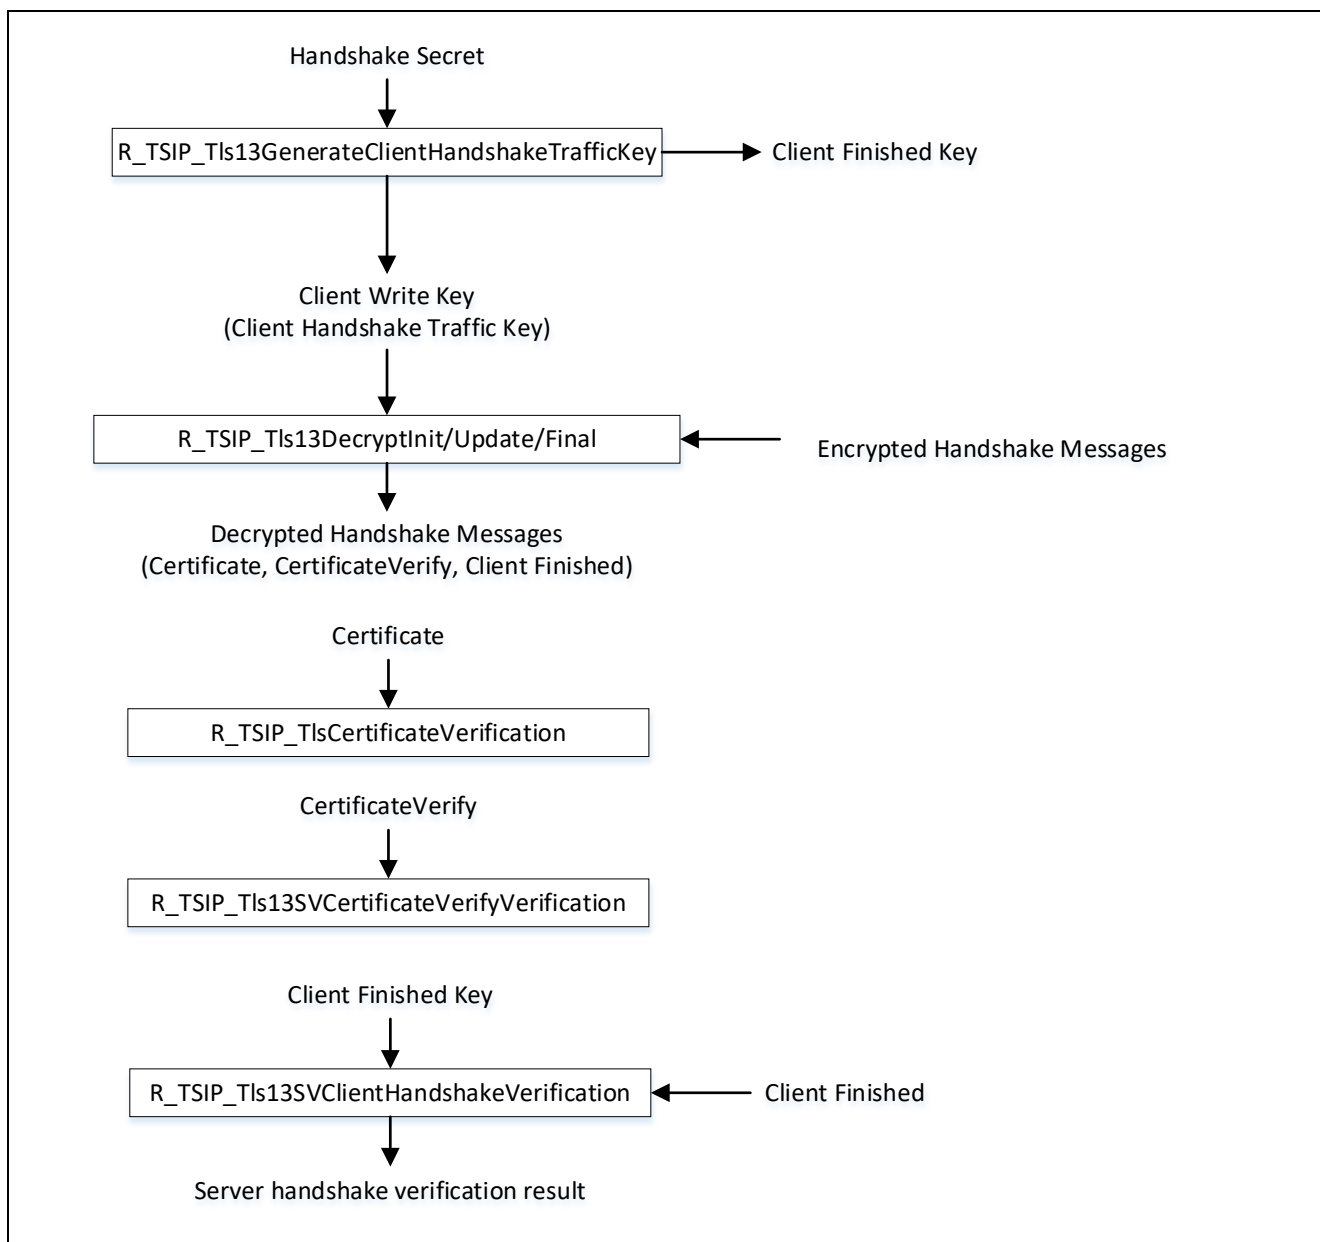 Handshake Secret
R_TSIP_Tls13GenerateClientHandshakeTrafficKey
Client Finished Key
Client Write Key
(Client Handshake Traffic Key)
R_TSIP_Tls13DecryptInit/Update/Final
Encrypted Handshake Messages
Decrypted Handshake Messages
(Certificate, CertificateVerify, Client Finished)
Certificate
R_TSIP_TlsCertificateVerification
CertificateVerify
R_TSIP_Tls13SVCertificateVerifyVerification
Client Finished Key
R_TSIP_Tls13SVClientHandshakeVerification
Client Finished
Server handshake verification result